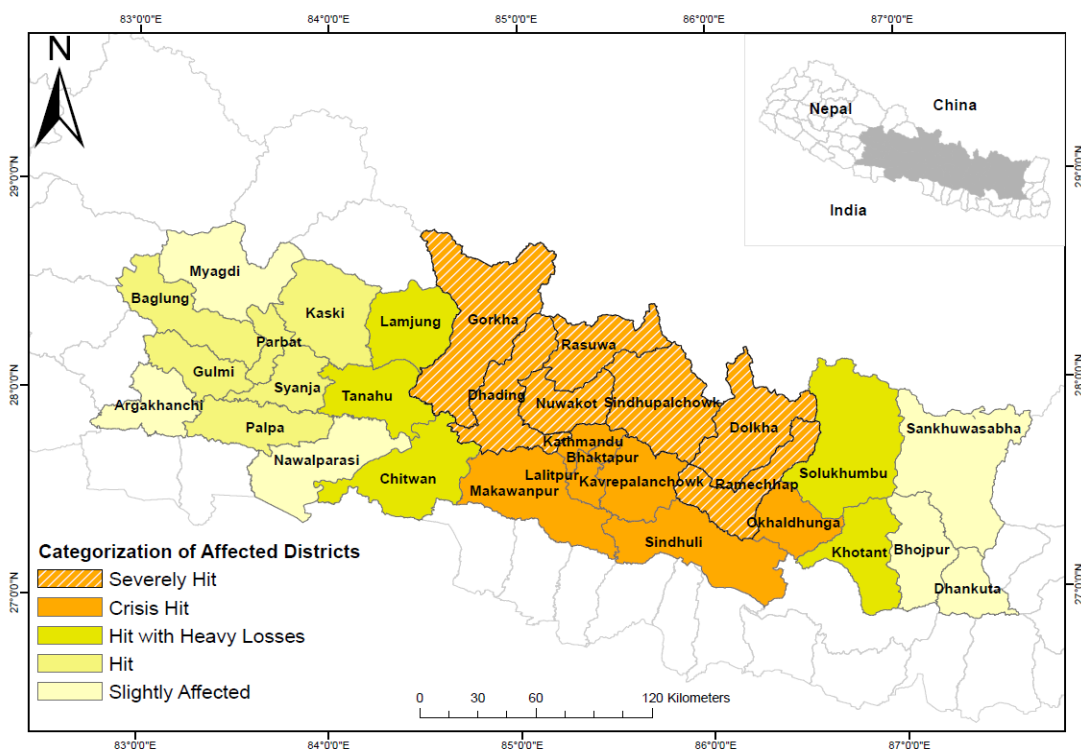 83°0'0"E 84°0'0"E 85°0'0"E 86°0'0"E 87°0'0"E
N
Nepal
China
India
29°0'0"N
29°0'0"N
28°0'0"N
28°0'0"N
27°0'0"N
27°0'0"N
Myagdi
Baglung
Kaski
Parbat
Gulmi
Syanja
Argakhanchi
Palpa
Nawalparasi
Lamjung
Tanahu
Chitwan
Gorkha
Rasuwa
Dhading
Nuwakot
Sindhupalchowk
Dolkha
Kathmandu
Bhaktapur
Lalitpur
Kavrepalanchowk
Makawanpur
Ramechhap
Sindhuli
Okhaldhunga
Solukhumbu
Khotant
Sankhuwasabha
Bhojpur
Dhankuta
Categorization of Affected Districts
Severely Hit
Crisis Hit
Hit with Heavy Losses
Hit
Slightly Affected
0 30 60 120 Kilometers
83°0'0"E 84°0'0"E 85°0'0"E 86°0'0"E 87°0'0"E